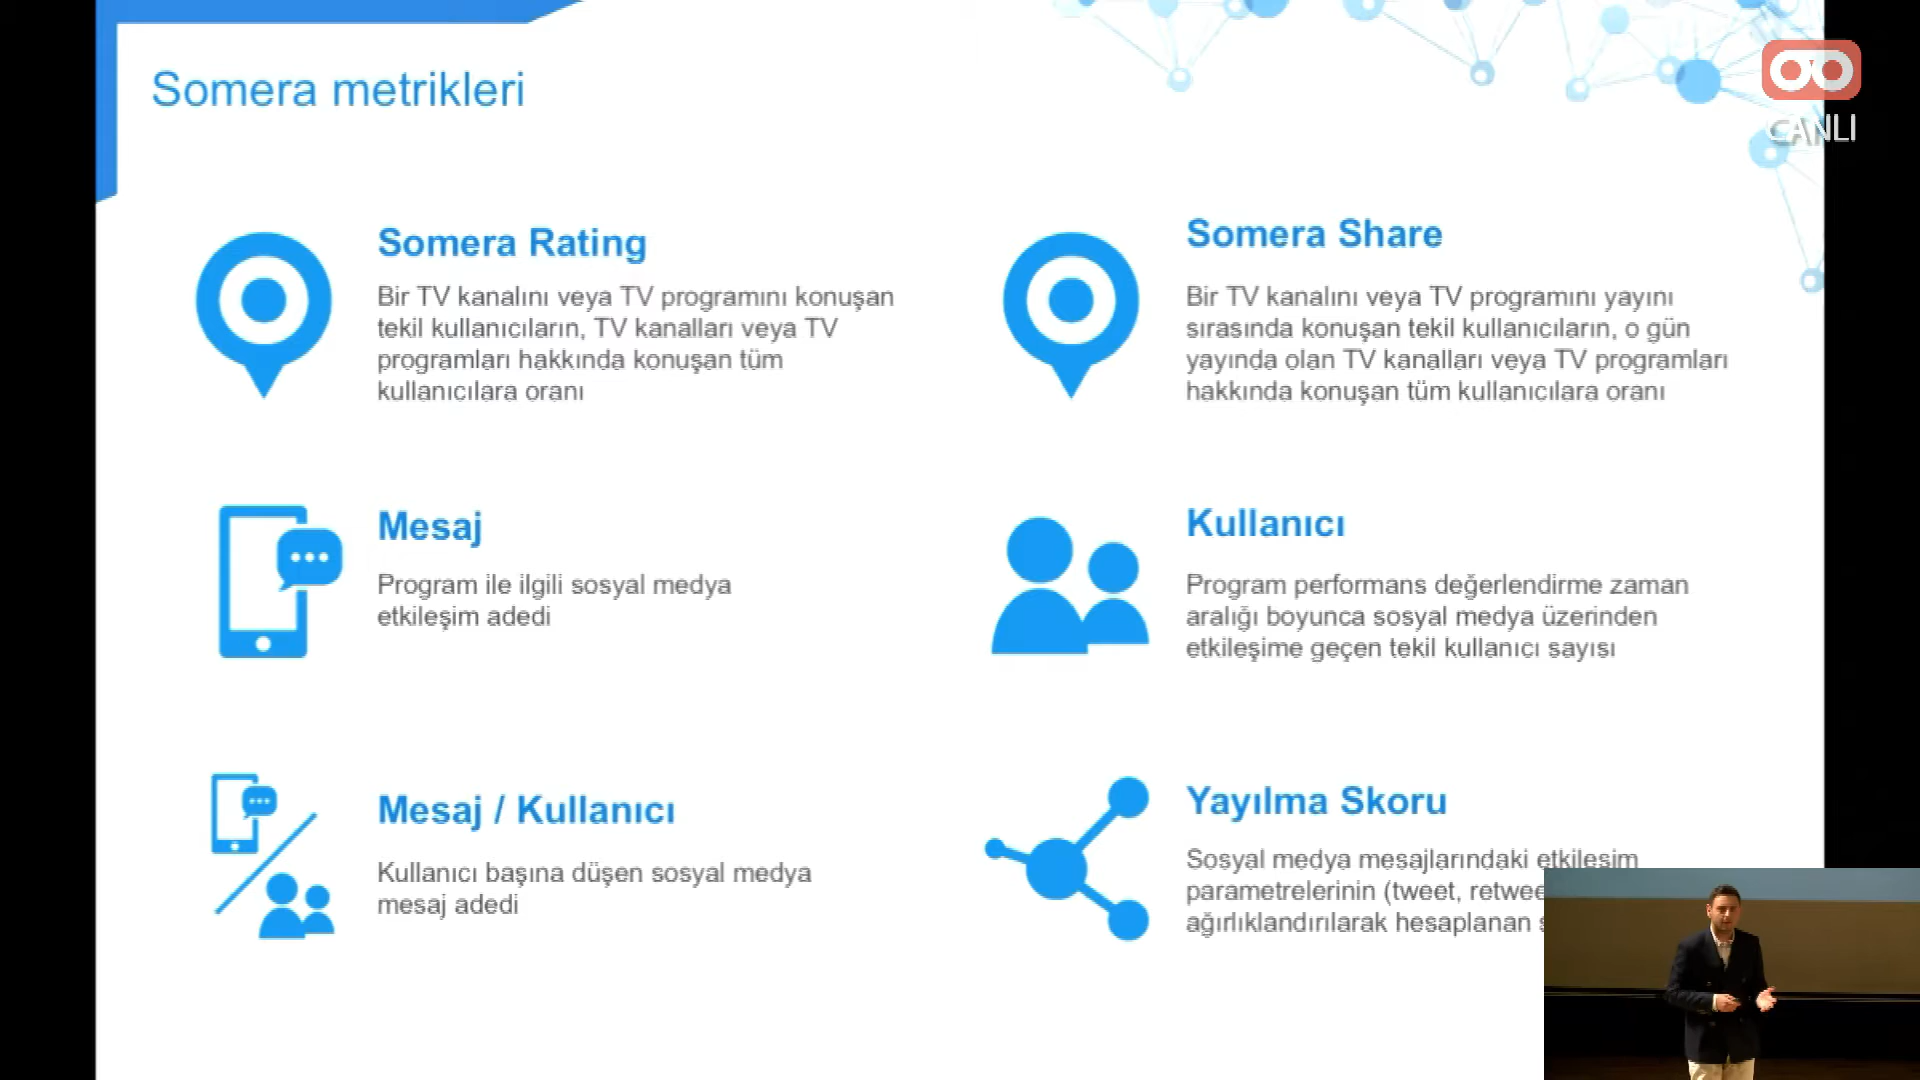 Somera metrikleri
CANLI
Somera Rating
Bir TV kanalını veya TV programını konuşan
tekil kullanıcıların, TV kanalları veya TV
programları hakkında konuşan tüm
kullanıcılara oranı
Somera Share
Bir TV kanalını veya TV programını yayını
sırasında konuşan tekil kullanıcıların, o gün
yayında olan TV kanalları veya TV programları
hakkında konuşan tüm kullanıcılara oranı
Mesaj
Program ile ilgili sosyal medya
etkileşim adedi
Kullanıcı
Program performans değerlendirme zaman
aralığı boyunca sosyal medya üzerinden
etkileşime geçen tekil kullanıcı sayısı
Mesaj / Kullanıcı
Kullanıcı başına düşen sosyal medya
mesaj adedi
Yayılma Skoru
Sosyal medya mesajlarındaki etkileşim
parametrelerinin (tweet,
ağırlıklandırılarak hesaplanan